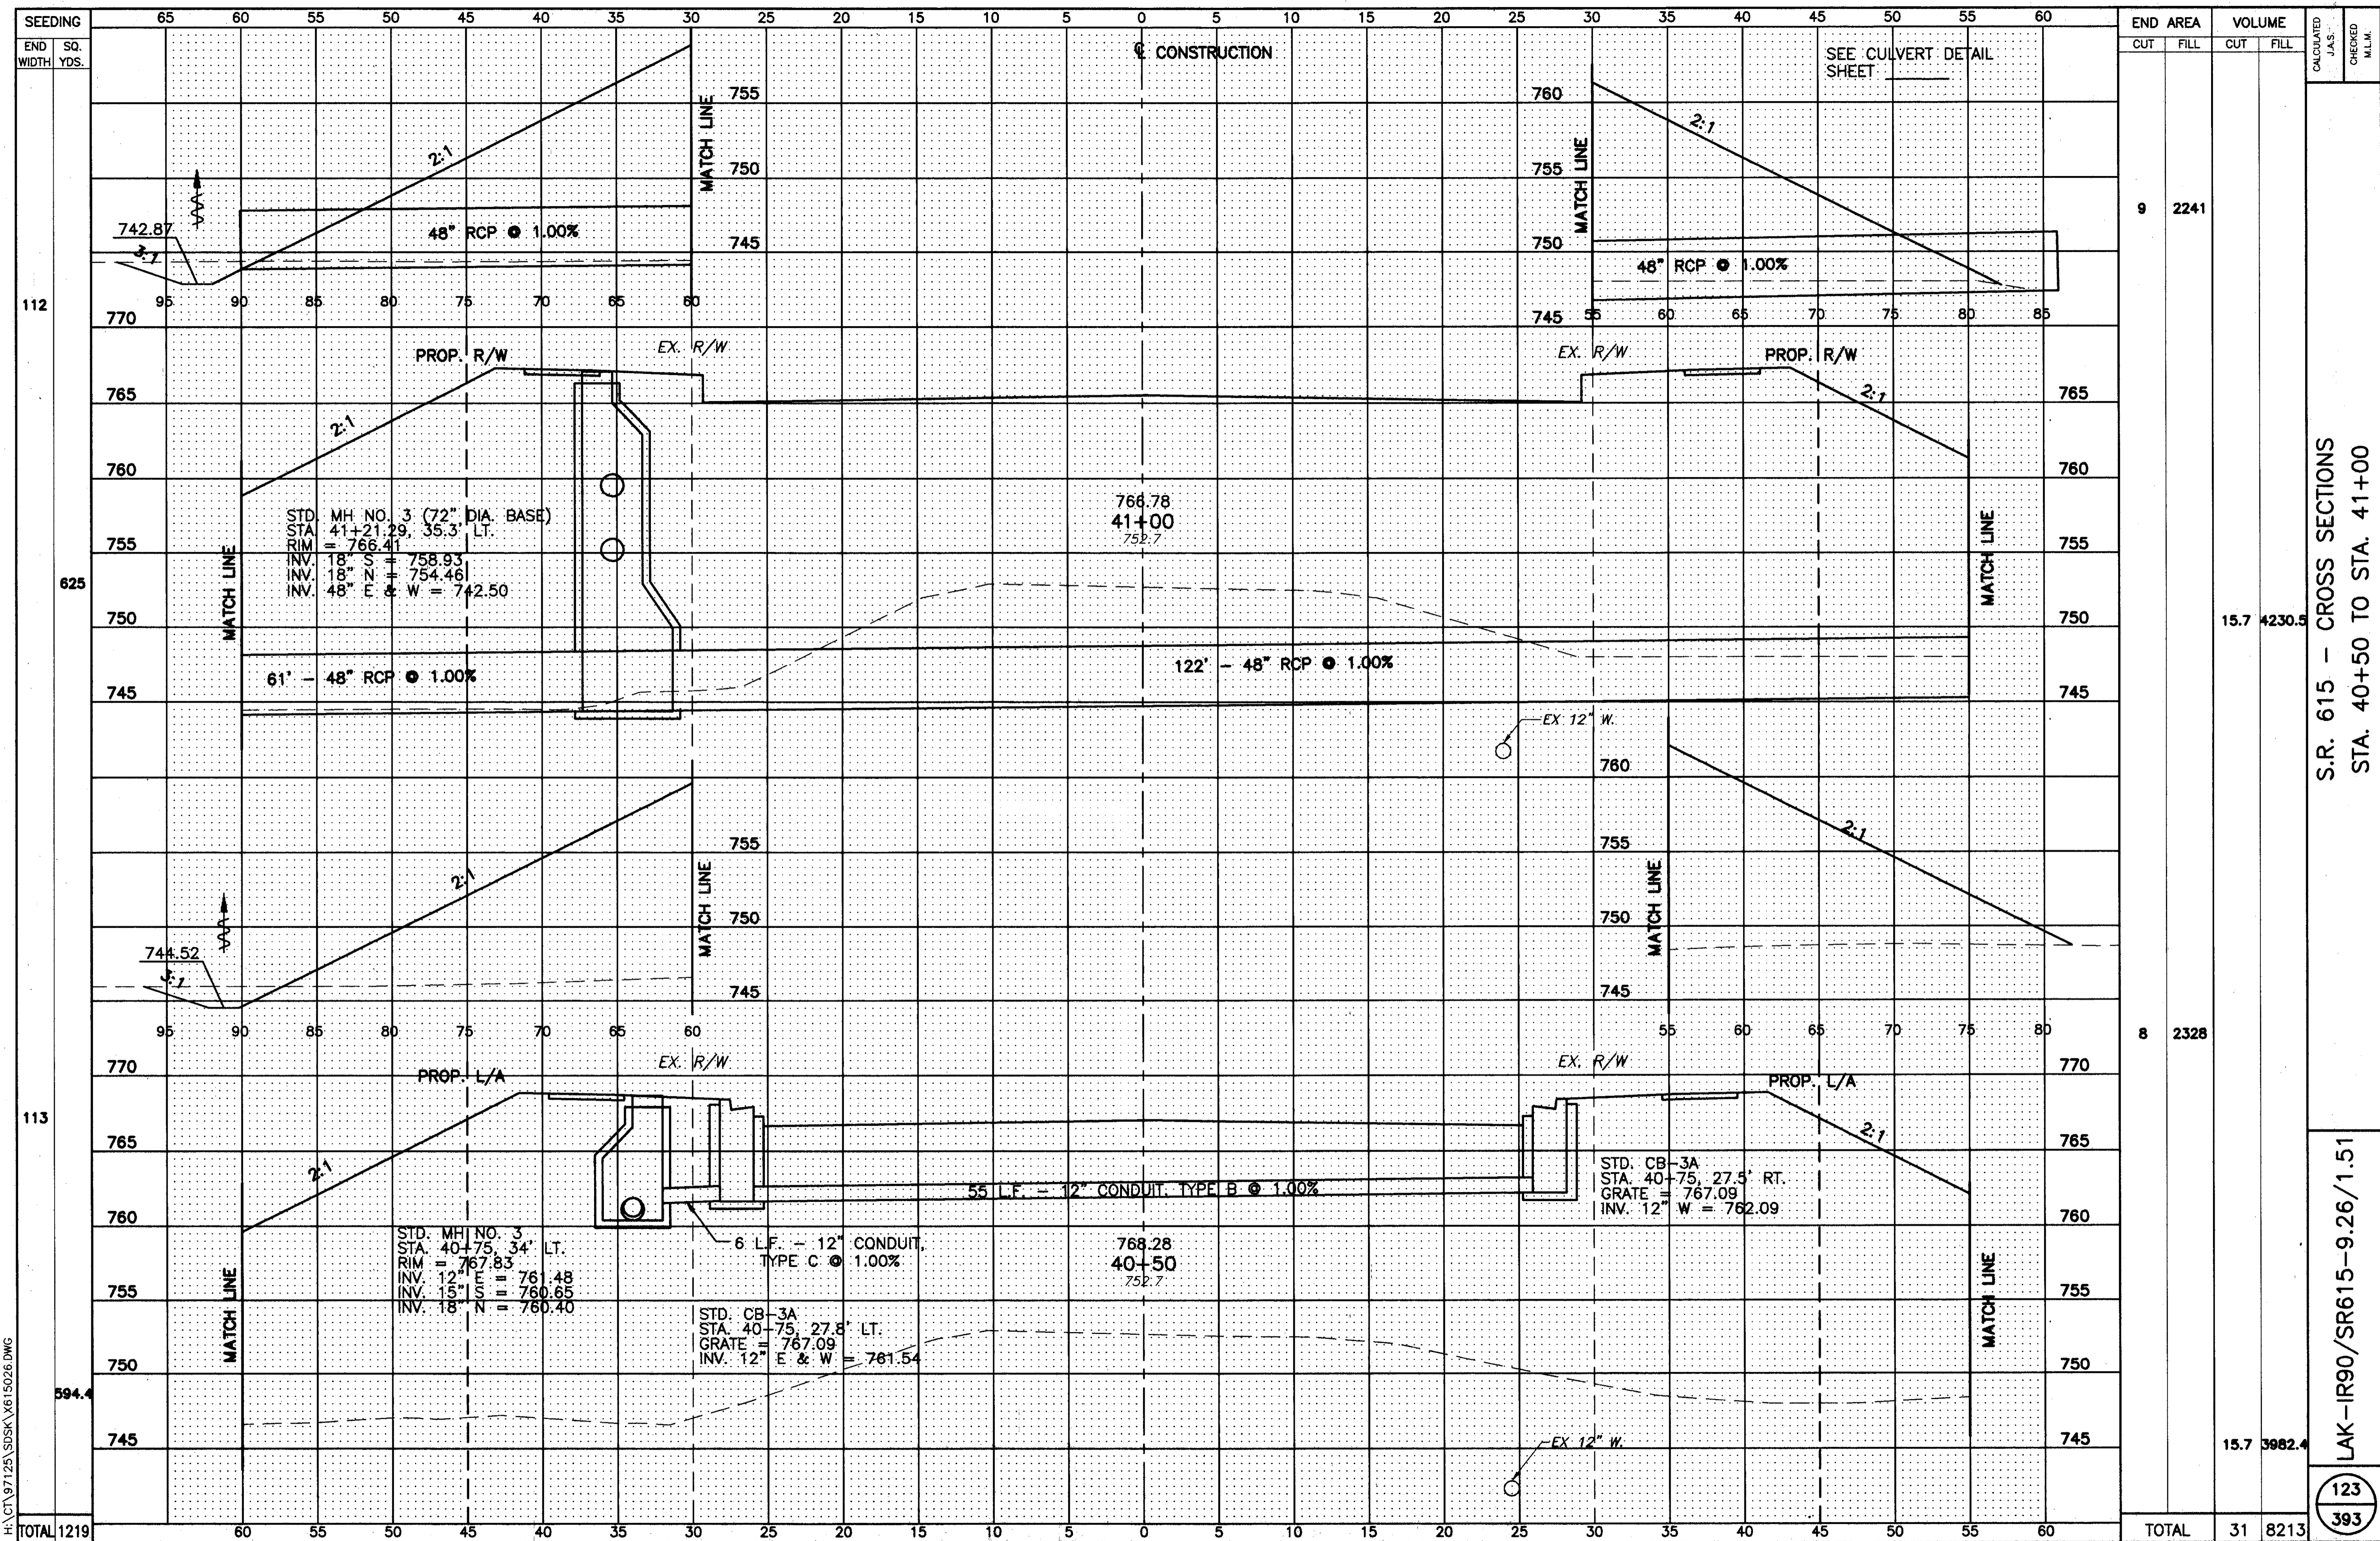 SEEDING
END WIDTH
SQ. YDS.
65 60 55 50 45 40 35 30 25 20 15 10 5 0 5 10 15 20 25 30 35 40 45 50 55 60
END AREA
VOLUME
CUT FILL CUT FILL
CALCULATED J.A.S.
CHECKED M.L.M.
℄ CONSTRUCTION
SEE CULVERT DETAIL
SHEET
755
750
745
MATCH LINE
2:1
742.87
3:1
48" RCP @ 1.00%
95 90 85 80 75 70 65 60
760
755
750
745
MATCH LINE
2:1
48" RCP @ 1.00%
55 60 65 70 75 80 85
9 2241
112
770
765
760
755
750
745
PROP. R/W
EX. R/W
EX. R/W
PROP. R/W
2:1
2:1
765
760
755
750
745
STD. MH NO. 3 (72" DIA. BASE)
STA. 41+21.29, 35.3' LT.
RIM = 766.41
INV. 18" S = 758.93
INV. 18" N = 754.46
INV. 48" E & W = 742.50
766.78
41+00
752.7
MATCH LINE
MATCH LINE
625
15.7 4230.5
61' - 48" RCP @ 1.00%
122' - 48" RCP @ 1.00%
EX 12" W.
755
750
745
MATCH LINE
2:1
744.52
3:1
95 90 85 80 75 70 65 60
760
755
750
745
MATCH LINE
2:1
55 60 65 70 75 80
8 2328
113
770
765
760
755
750
745
PROP. L/A
EX. R/W
EX. R/W
PROP. L/A
2:1
2:1
770
765
760
755
750
745
55 L.F. - 12" CONDUIT, TYPE B @ 1.00%
STD. CB-3A
STA. 40+75, 27.5' RT.
GRATE = 767.09
INV. 12" W = 762.09
STD. MH NO. 3
STA. 40+75, 34' LT.
RIM = 767.83
INV. 12" E = 761.48
INV. 15" S = 760.65
INV. 18" N = 760.40
6 L.F. - 12" CONDUIT,
TYPE C @ 1.00%
768.28
40+50
752.7
STD. CB-3A
STA. 40+75, 27.8' LT.
GRATE = 767.09
INV. 12" E & W = 761.54
MATCH LINE
MATCH LINE
594.4
EX 12" W.
15.7 3982.4
TOTAL 1219
60 55 50 45 40 35 30 25 20 15 10 5 0 5 10 15 20 25 30 35 40 45 50 55 60
TOTAL 31 8213
S.R. 615 - CROSS SECTIONS
STA. 40+50 TO STA. 41+00
LAK-IR90/SR615-9.26/1.51
123
393
H:\CT\97125\SDSK\X615026.DWG